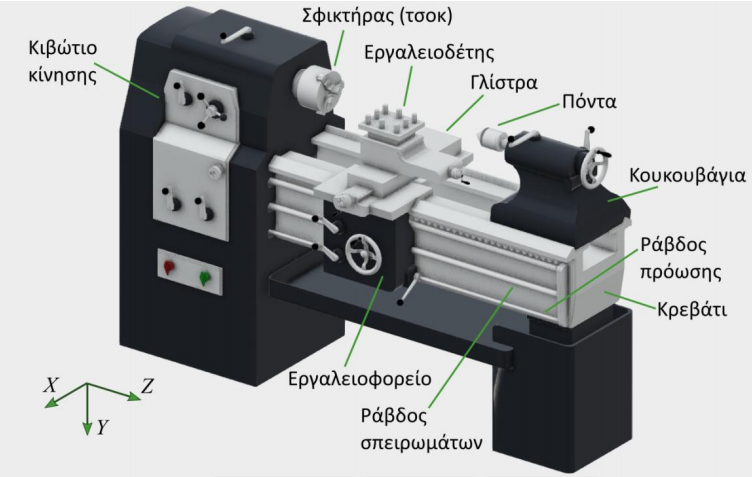 Σφικτήρας (τσοκ)
Κιβώτιο
κίνησης
Εργαλειοδέτης
Γλίστρα
Πόντα
Κουκουβάγια
Ράβδος
πρόωσης
Κρεβάτι
Εργαλειοφορείο
Ράβδος
σπειρωμάτων
X
Z
Y